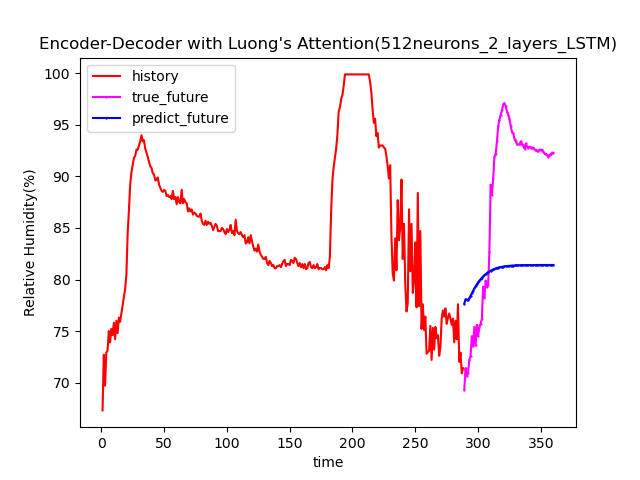 Encoder-Decoder with Luong's Attention(512neurons_2_layers_LSTM)
history
true_future
predict_future
Relative Humidity(%)
100
95
90
85
80
75
70
0 50 100 150 200 250 300 350
time